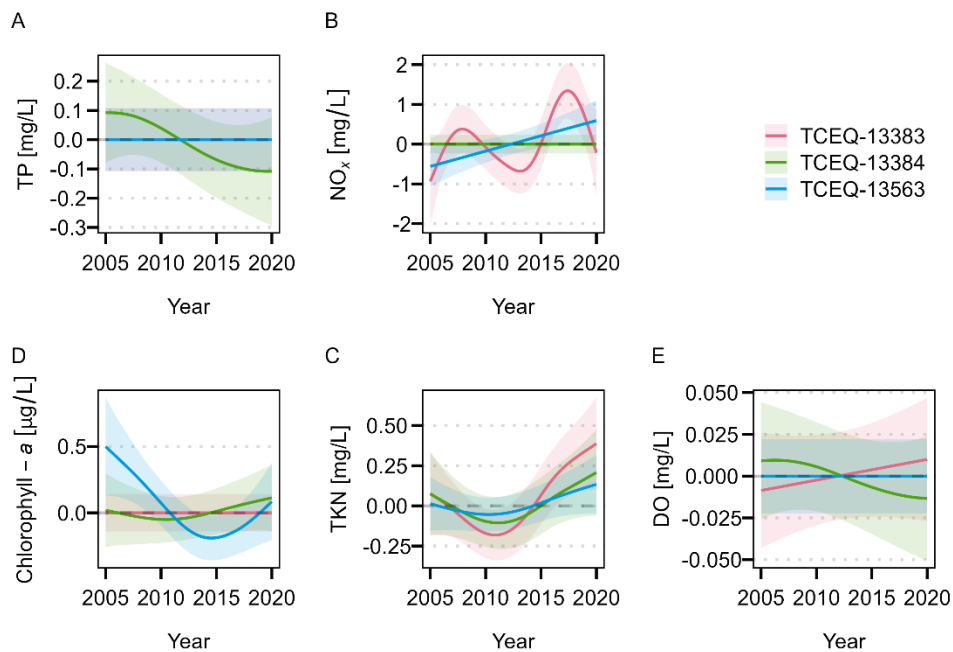 A
TP [mg/L]
0.2
0.1
0.0
-0.1
-0.2
-0.3
2005 2010 2015 2020
Year
B
NOx [mg/L]
2
1
0
-1
-2
2005 2010 2015 2020
Year
TCEQ-13383
TCEQ-13384
TCEQ-13563
D
Chlorophyll − a [µg/L]
0.5
0.0
2005 2010 2015 2020
Year
C
TKN [mg/L]
0.50
0.25
0.00
-0.25
2005 2010 2015 2020
Year
E
DO [mg/L]
0.050
0.025
0.000
-0.025
-0.050
2005 2012 2015 2020
Year